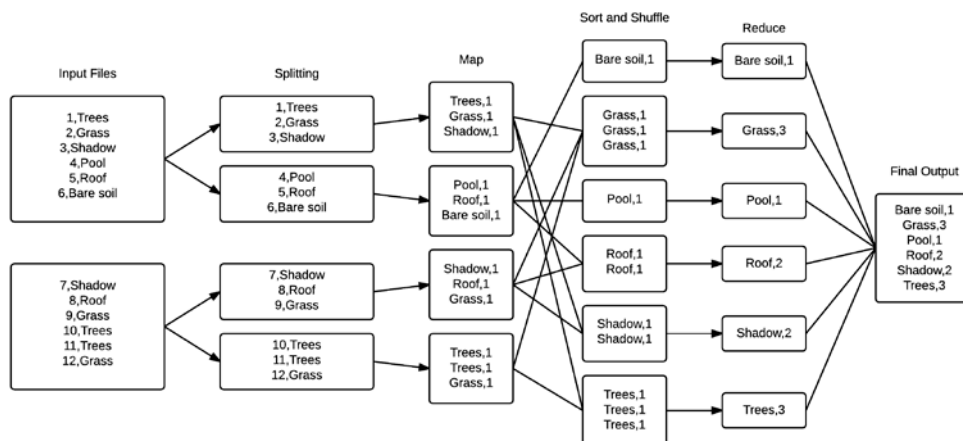 Input Files
1,Trees
2,Grass
3,Shadow
4,Pool
5,Roof
6,Bare soil
7,Shadow
8,Roof
9,Grass
10,Trees
11,Trees
12,Grass
Splitting
1,Trees
2,Grass
3,Shadow
4,Pool
5,Roof
6,Bare soil
7,Shadow
8,Roof
9,Grass
10,Trees
11,Trees
12,Grass
Map
Trees,1
Grass,1
Shadow,1
Pool,1
Roof,1
Bare soil,1
Shadow,1
Roof,1
Grass,1
Trees,1
Trees,1
Grass,1
Sort and Shuffle
Bare soil,1
Grass,1
Grass,1
Grass,1
Pool,1
Roof,1
Roof,1
Shadow,1
Shadow,1
Trees,1
Trees,1
Trees,1
Reduce
Bare soil,1
Grass,3
Pool,1
Roof,2
Shadow,2
Trees,3
Final Output
Bare soil,1
Grass,3
Pool,1
Roof,2
Shadow,2
Trees,3